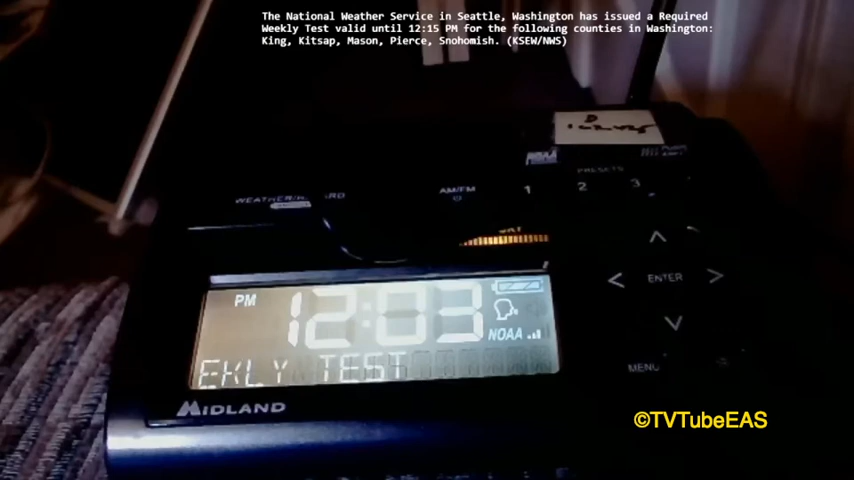 The National Weather Service in Seattle, Washington has issued a Required
Weekly Test valid until 12:15 PM for the following counties in Washington:
King, Kitsap, Mason, Pierce, Snohomish. (KSEW/NWS)
AM/FM
PRESETS
1 2 3
ENTER
MENU
PM 12:03
NOAA
EKLY TEST
MIDLAND
©TVTubeEAS